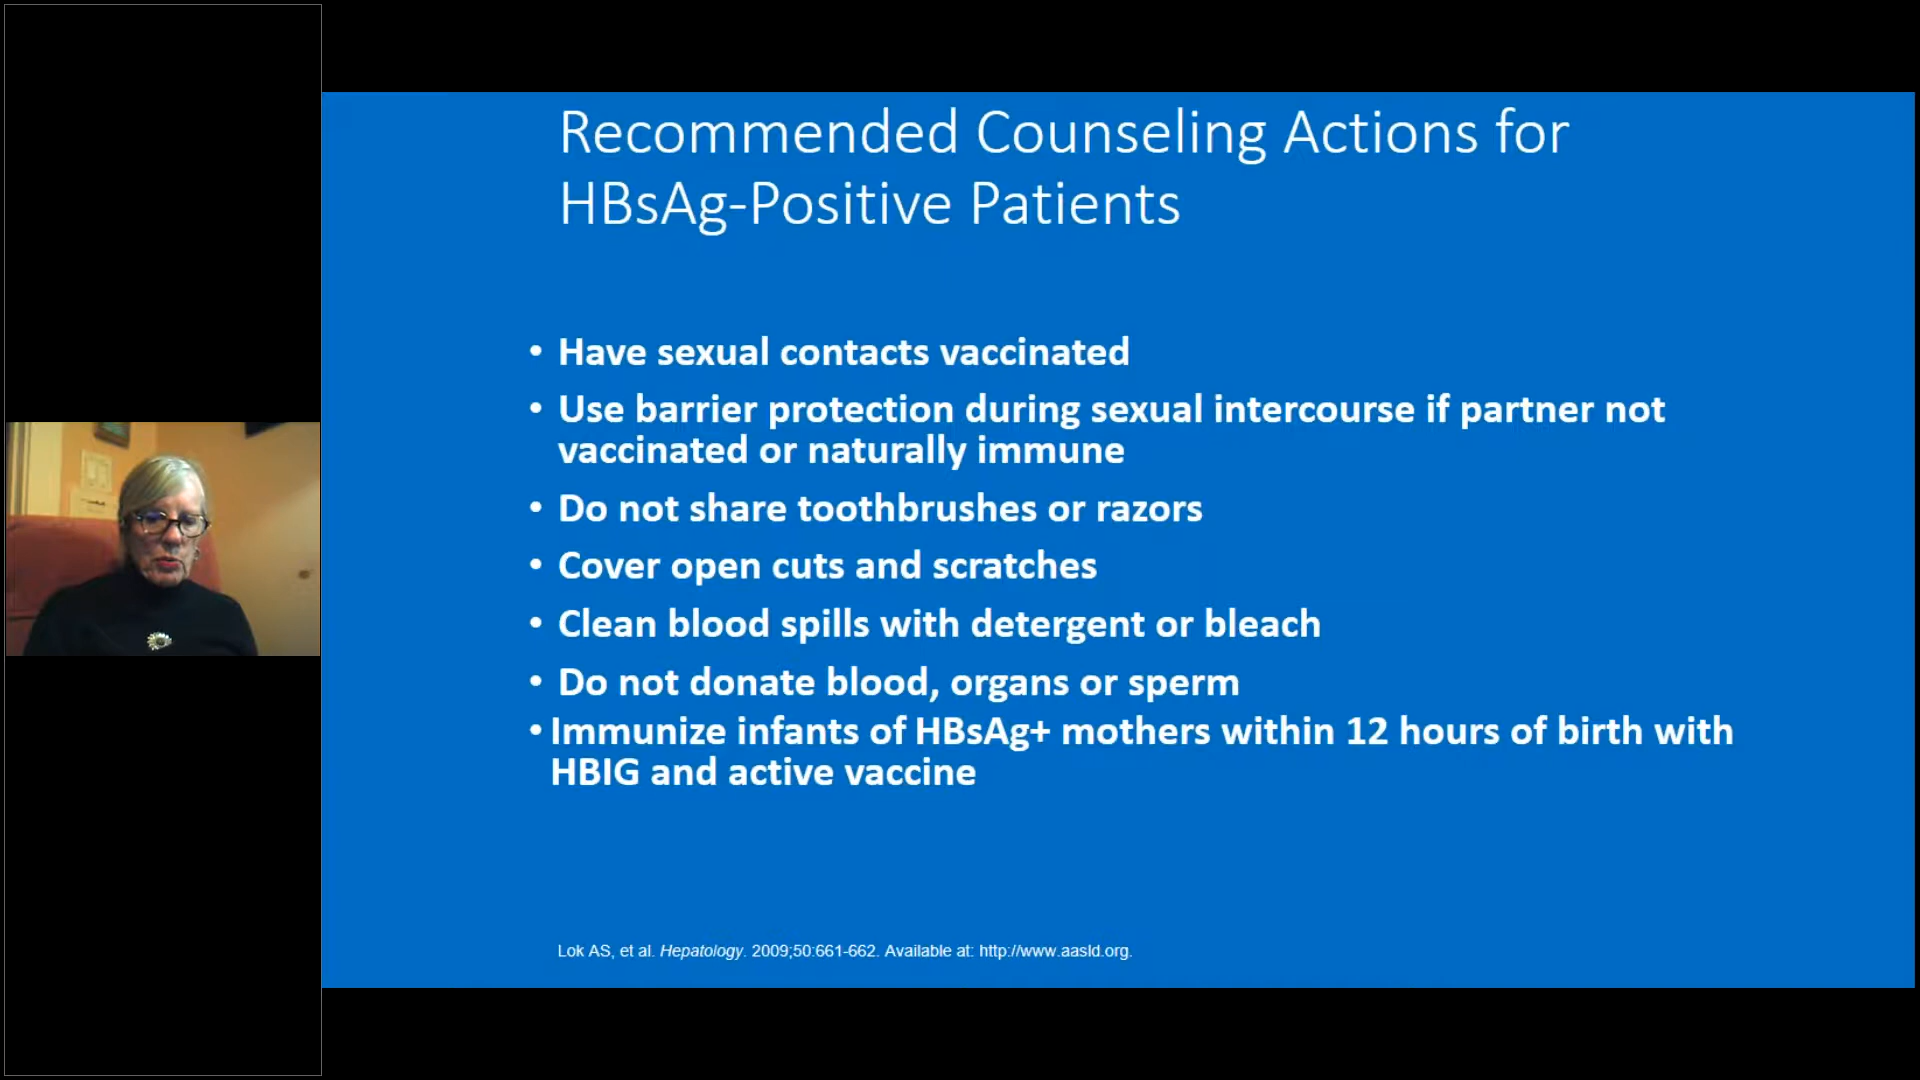 Recommended Counseling Actions for
HBsAg-Positive Patients
• Have sexual contacts vaccinated
• Use barrier protection during sexual intercourse if partner not
vaccinated or naturally immune
• Do not share toothbrushes or razors
• Cover open cuts and scratches
• Clean blood spills with detergent or bleach
• Do not donate blood, organs or sperm
• Immunize infants of HBsAg+ mothers within 12 hours of birth with
HBIG and active vaccine
Lok AS, et al. Hepatology. 2009;50:661-662. Available at: http://www.aasld.org.